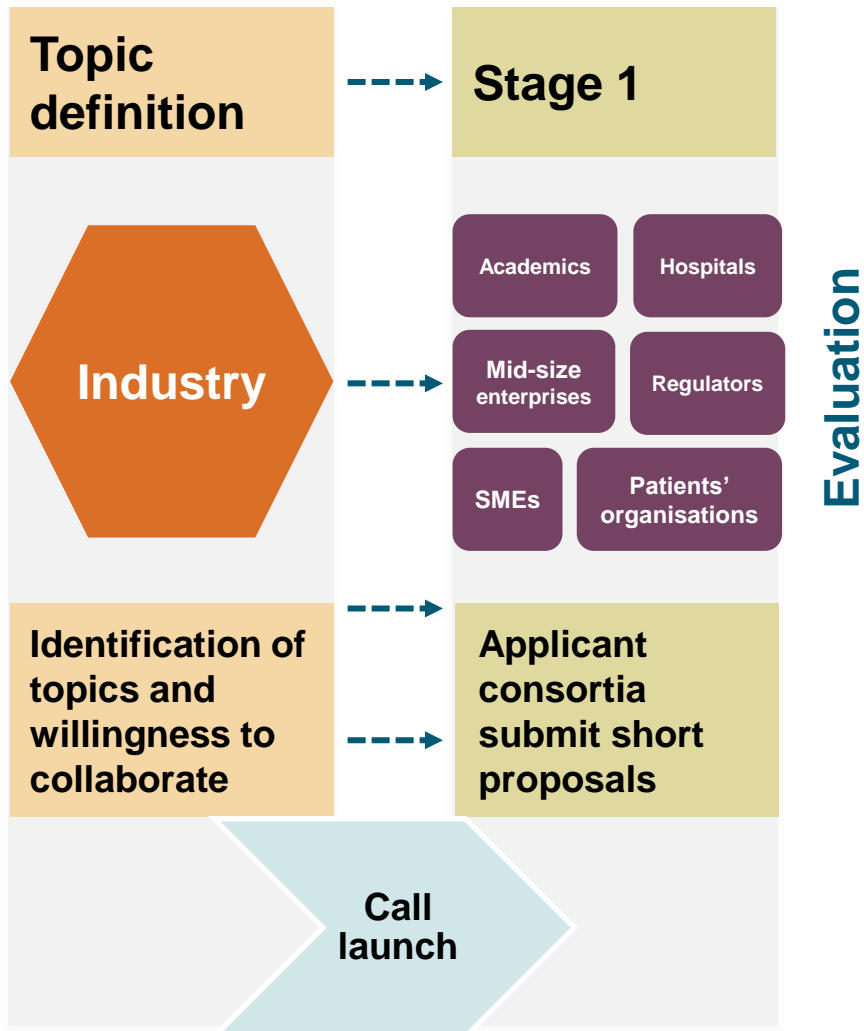 Topic
definition
Stage 1
Industry
Academics
Hospitals
Mid-size
enterprises
Regulators
SMEs
Patients’
organisations
Evaluation
Identification of
topics and
willingness to
collaborate
Applicant
consortia
submit short
proposals
Call
launch